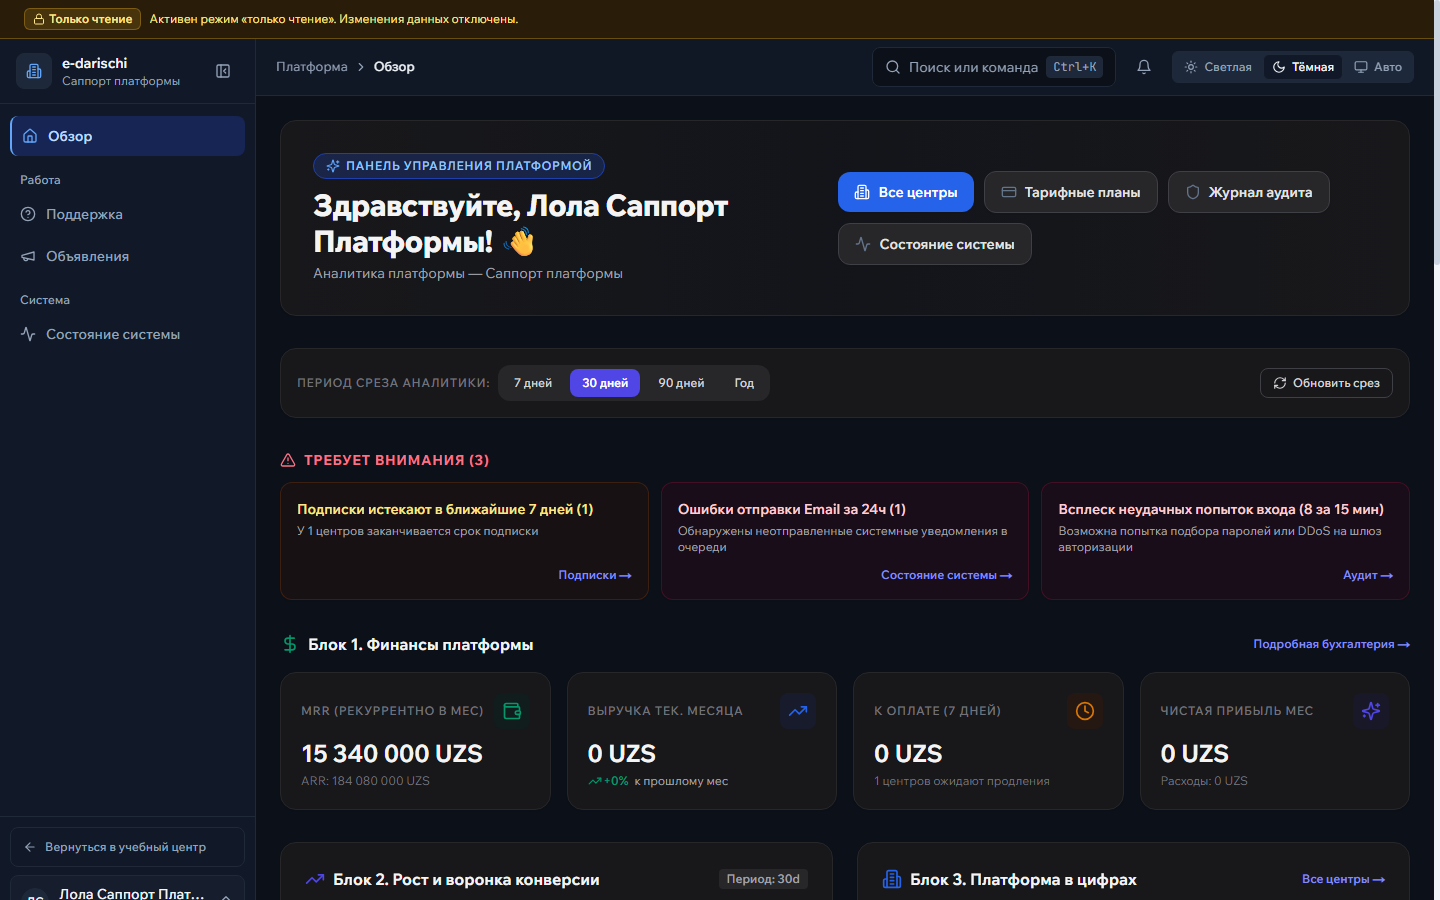 Только чтение Активен режим «только чтение». Изменения данных отключены.
e-darischi
Саппорт платформы
Платформа > Обзор
Поиск или команда Ctrl+K
Светлая Тёмная Авто
Обзор
Работа
Поддержка
Объявления
Система
Состояние системы
Вернуться в учебный центр
Лола Саппорт Плат...
ПАНЕЛЬ УПРАВЛЕНИЯ ПЛАТФОРМОЙ
Здравствуйте, Лола Саппорт
Платформы! 👋
Аналитика платформы — Саппорт платформы
Все центры Тарифные планы Журнал аудита
Состояние системы
ПЕРИОД СРЕЗА АНАЛИТИКИ: 7 дней 30 дней 90 дней Год Обновить срез
ТРЕБУЕТ ВНИМАНИЯ (3)
Подписки истекают в ближайшие 7 дней (1)
У 1 центров заканчивается срок подписки
Подписки →
Ошибки отправки Email за 24ч (1)
Обнаружены неотправленные системные уведомления в
очереди
Состояние системы →
Всплеск неудачных попыток входа (8 за 15 мин)
Возможна попытка подбора паролей или DDoS на шлюз
авторизации
Аудит →
Блок 1. Финансы платформы Подробная бухгалтерия →
MRR (РЕКУРРЕНТНО В МЕС)
15 340 000 UZS
ARR: 184 080 000 UZS
ВЫРУЧКА ТЕК. МЕСЯЦА
0 UZS
+0% к прошлому мес
К ОПЛАТЕ (7 ДНЕЙ)
0 UZS
1 центров ожидают продления
ЧИСТАЯ ПРИБЫЛЬ МЕС
0 UZS
Расходы: 0 UZS
Блок 2. Рост и воронка конверсии Период: 30d
Блок 3. Платформа в цифрах Все центры →